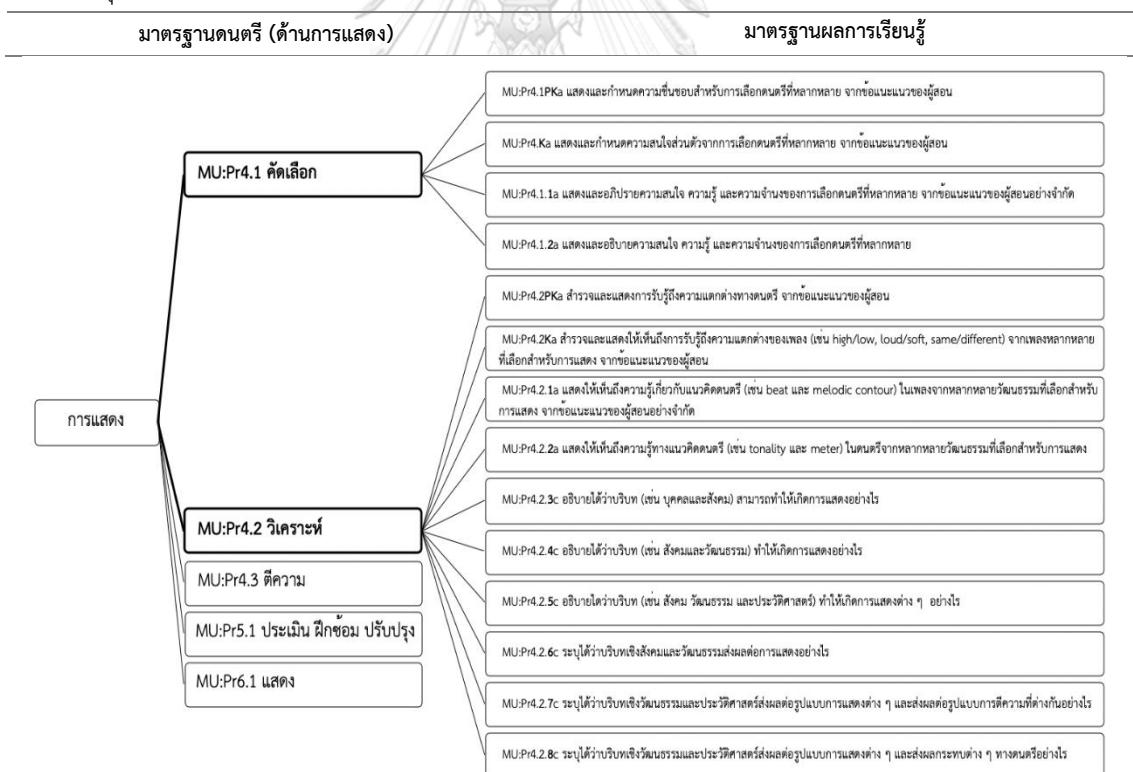 มาตรฐานดนตรี (ด้านการแสดง) มาตรฐานผลการเรียนรู้
การแสดง
MU:Pr4.1 คัดเลือก
MU:Pr4.1PKa แสดงและกำหนดความชื่นชอบสำหรับการเลือกดนตรีที่หลากหลาย จากข้อแนะแนวของผู้สอน
MU:Pr4.Ka แสดงและกำหนดความสนใจส่วนตัวจากการเลือกดนตรีที่หลากหลาย จากข้อแนะแนวของผู้สอน
MU:Pr4.1.1a แสดงและอภิปรายความสนใจ ความรู้ และความจำนงของการเลือกดนตรีที่หลากหลาย จากข้อแนะแนวของผู้สอนอย่างจำกัด
MU:Pr4.1.2a แสดงและอธิบายความสนใจ ความรู้ และความจำนงของการเลือกดนตรีที่หลากหลาย
MU:Pr4.2 วิเคราะห์
MU:Pr4.2PKa สำรวจและแสดงการรับรู้ถึงความแตกต่างทางดนตรี จากข้อแนะแนวของผู้สอน
MU:Pr4.2Ka สำรวจและแสดงให้เห็นถึงการรับรู้ถึงความแตกต่างของเพลง (เช่น high/low, loud/soft, same/different) จากเพลงหลากหลาย
ที่เลือกสำหรับการแสดง จากข้อแนะแนวของผู้สอน
MU:Pr4.2.1a แสดงให้เห็นถึงความรู้เกี่ยวกับแนวคิดดนตรี (เช่น beat และ melodic contour) ในเพลงจากหลากหลายวัฒนธรรมที่เลือกสำหรับ
การแสดง จากข้อแนะแนวของผู้สอนอย่างจำกัด
MU:Pr4.2.2a แสดงให้เห็นถึงความรู้ทางแนวคิดดนตรี (เช่น tonality และ meter) ในดนตรีจากหลากหลายวัฒนธรรมที่เลือกสำหรับการแสดง
MU:Pr4.2.3c อธิบายได้ว่าบริบท (เช่น บุคคลและสังคม) สามารถทำให้เกิดการแสดงอย่างไร
MU:Pr4.2.4c อธิบายได้ว่าบริบท (เช่น สังคมและวัฒนธรรม) ทำให้เกิดการแสดงอย่างไร
MU:Pr4.2.5c อธิบายไดว่าบริบท (เช่น สังคม วัฒนธรรม และประวัติศาสตร์) ทำให้เกิดการแสดงต่าง ๆ อย่างไร
MU:Pr4.2.6c ระบุได้ว่าบริบทเชิงสังคมและวัฒนธรรมส่งผลต่อการแสดงอย่างไร
MU:Pr4.2.7c ระบุได้ว่าบริบทเชิงวัฒนธรรมและประวัติศาสตร์ส่งผลต่อรูปแบบการแสดงต่าง ๆ และส่งผลต่อรูปแบบการตีความที่ต่างกันอย่างไร
MU:Pr4.2.8c ระบุได้ว่าบริบทเชิงวัฒนธรรมและประวัติศาสตร์ส่งผลต่อรูปแบบการแสดงต่าง ๆ และส่งผลกระทบต่าง ๆ ทางดนตรีอย่างไร
MU:Pr4.3 ตีความ
MU:Pr5.1 ประเมิน ฝึกซ้อม ปรับปรุง
MU:Pr6.1 แสดง